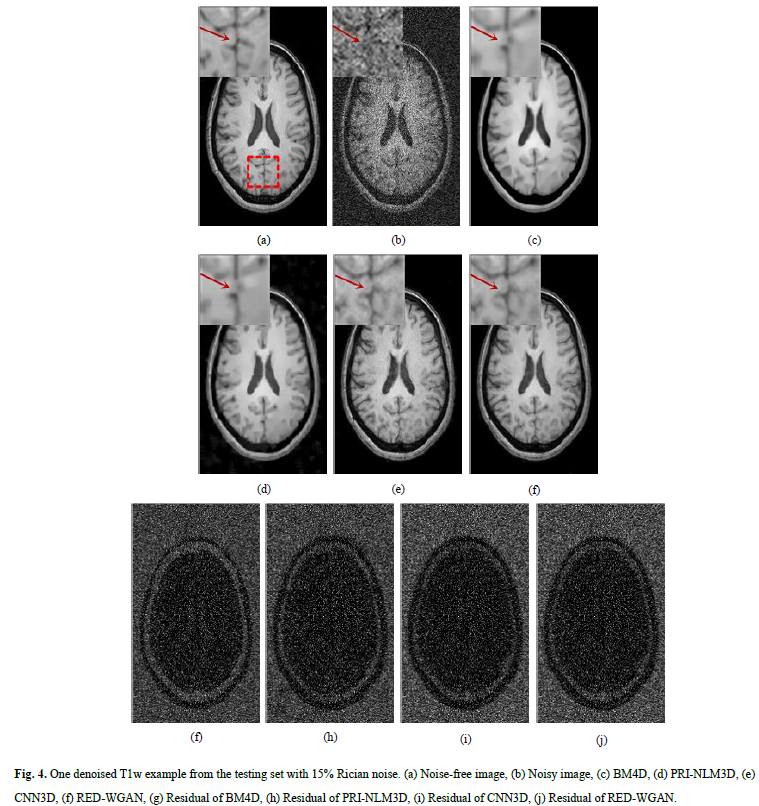 (a) (b) (c)
(d) (e) (f)
(f) (h) (i) (j)
Fig. 4. One denoised T1w example from the testing set with 15% Rician noise. (a) Noise-free image, (b) Noisy image, (c) BM4D, (d) PRI-NLM3D, (e)
CNN3D, (f) RED-WGAN, (g) Residual of BM4D, (h) Residual of PRI-NLM3D, (i) Residual of CNN3D, (j) Residual of RED-WGAN.